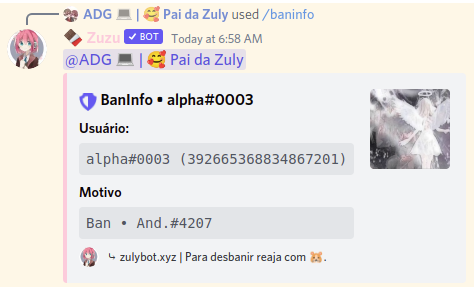 ADG 💻 | 🥰 Pai da Zuly used /baninfo
Zuzu ✓ BOT Today at 6:58 AM
@ADG 💻 | 🥰 Pai da Zuly
BanInfo • alpha#0003
Usuário:
alpha#0003 (392665368834867201)
Motivo
Ban • And.#4207
↳ zulybot.xyz | Para desbanir reaja com 🐹.